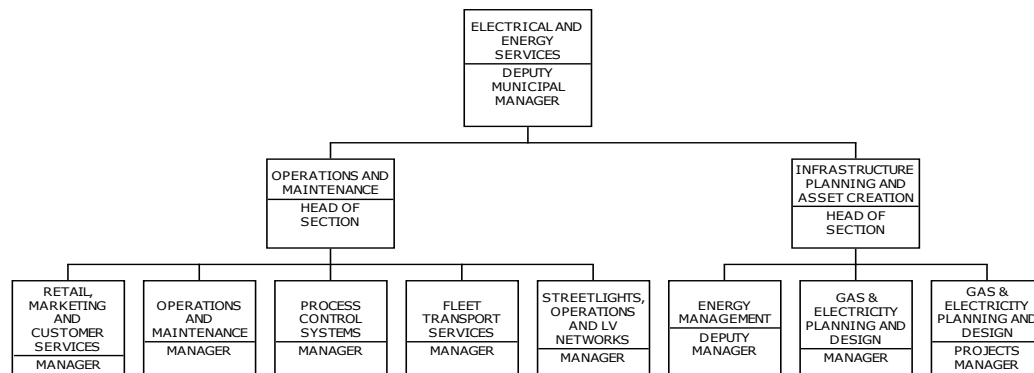 ELECTRICAL AND
ENERGY
SERVICES
DEPUTY
MUNICIPAL
MANAGER
OPERATIONS AND
MAINTENANCE
HEAD OF
SECTION
INFRASTRUCTURE
PLANNING AND
ASSET CREATION
HEAD OF
SECTION
RETAIL,
MARKETING
AND
CUSTOMER
SERVICES
MANAGER
OPERATIONS
AND
MAINTENANCE
MANAGER
PROCESS
CONTROL
SYSTEMS
MANAGER
FLEET
TRANSPORT
SERVICES
MANAGER
STREETLIGHTS,
OPERATIONS
AND LV
NETWORKS
MANAGER
ENERGY
MANAGEMENT
DEPUTY
MANAGER
GAS &
ELECTRICITY
PLANNING AND
DESIGN
MANAGER
GAS &
ELECTRICITY
PLANNING AND
DESIGN
PROJECTS
MANAGER